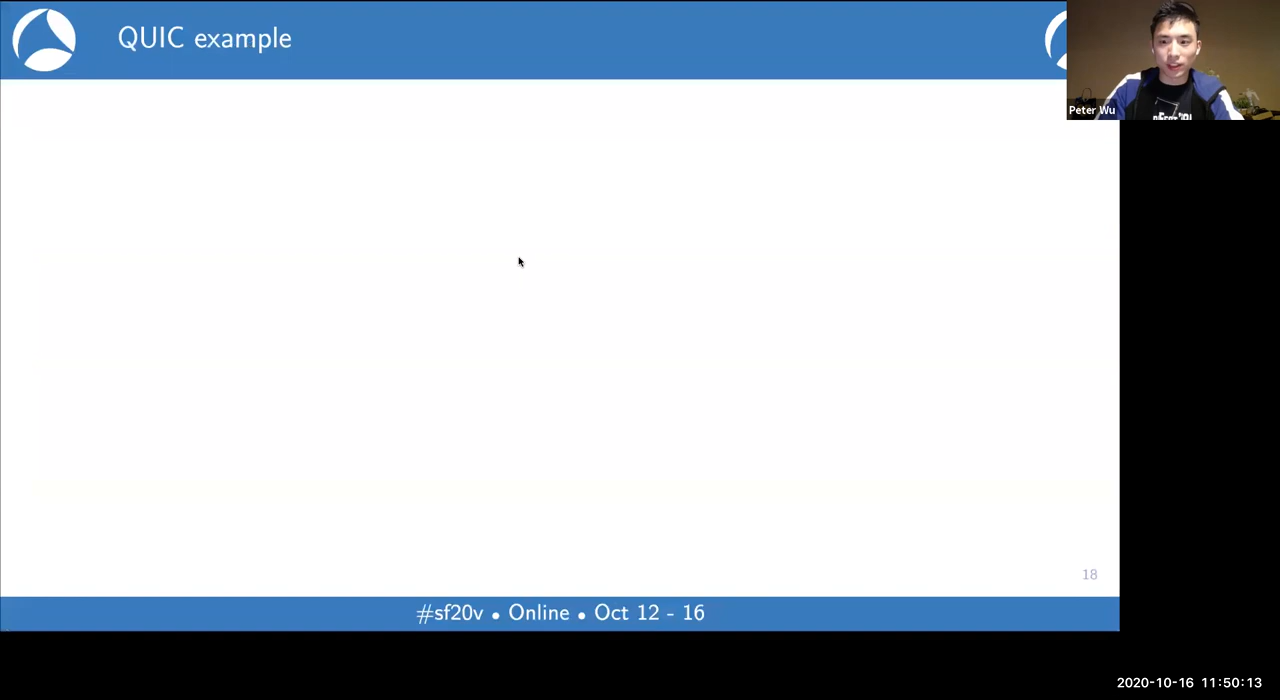 QUIC example
Peter Wu
18
#sf20v • Online • Oct 12 - 16
2020-10-16 11:50:13